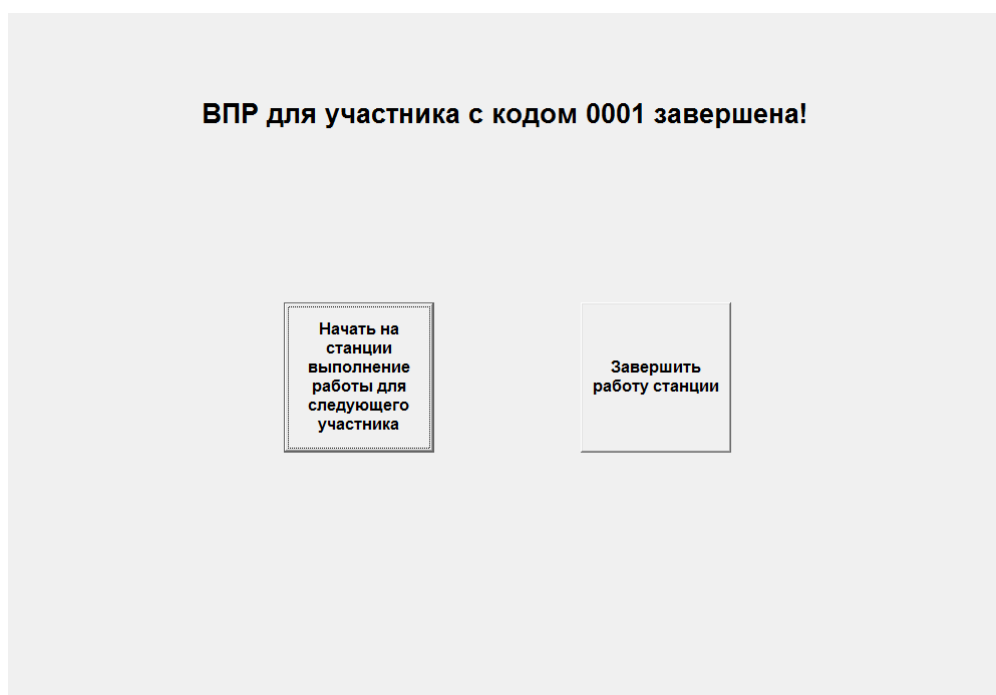 ВПР для участника с кодом 0001 завершена!
Начать на
станции
выполнение
работы для
следующего
участника
Завершить
работу станции